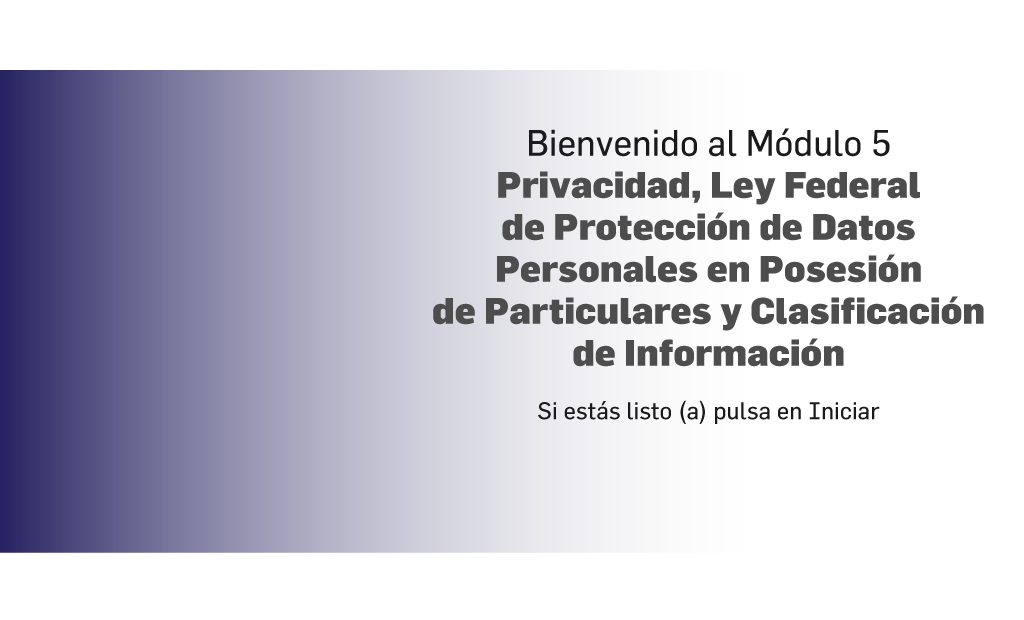 Bienvenido al Módulo 5
Privacidad, Ley Federal
de Protección de Datos
Personales en Posesión
de Particulares y Clasificación
de Información
Si estás listo (a) pulsa en Iniciar